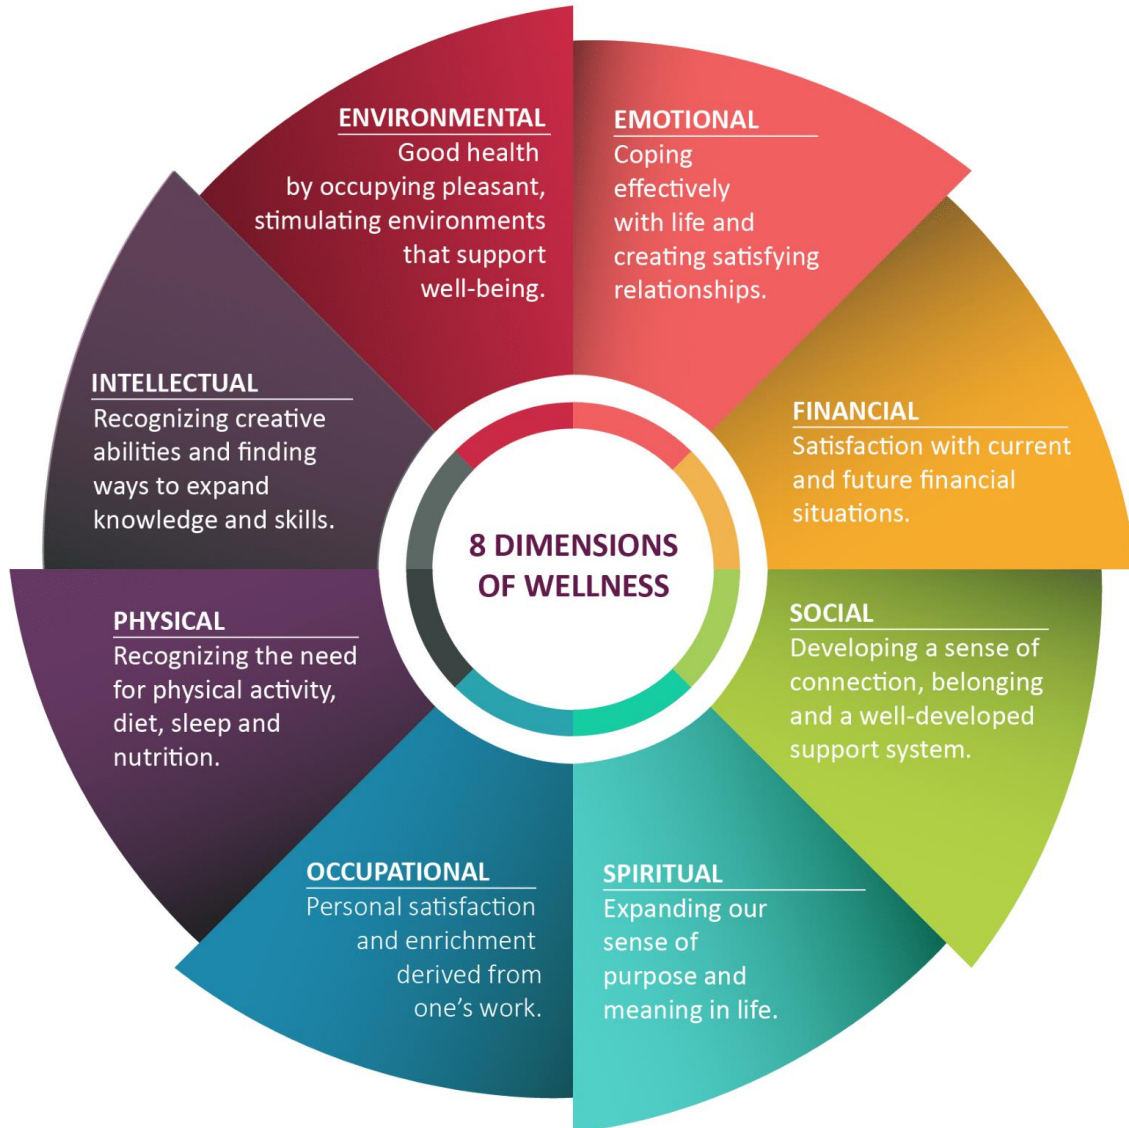 ENVIRONMENTAL
Good health
by occupying pleasant,
stimulating environments
that support
well-being.
EMOTIONAL
Coping
effectively
with life and
creating satisfying
relationships.
INTELLECTUAL
Recognizing creative
abilities and finding
ways to expand
knowledge and skills.
FINANCIAL
Satisfaction with current
and future financial
situations.
8 DIMENSIONS
OF WELLNESS
PHYSICAL
Recognizing the need
for physical activity,
diet, sleep and
nutrition.
SOCIAL
Developing a sense of
connection, belonging
and a well-developed
support system.
OCCUPATIONAL
Personal satisfaction
and enrichment
derived from
one’s work.
SPIRITUAL
Expanding our
sense of
purpose and
meaning in life.